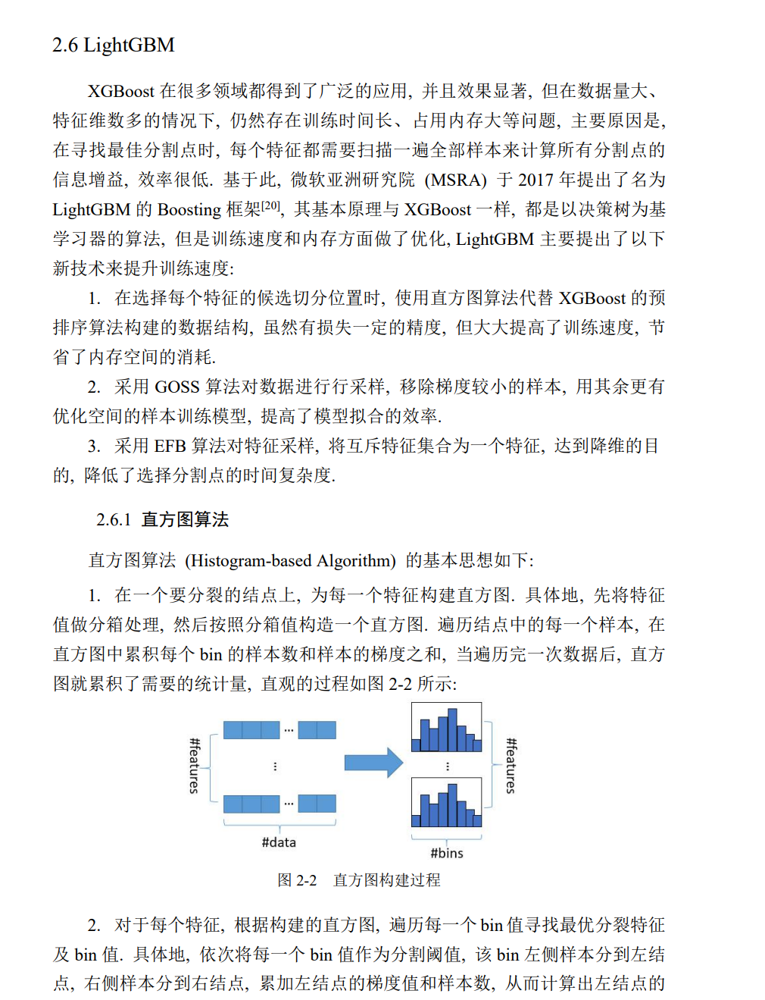 2.6 LightGBM
XGBoost 在很多领域都得到了广泛的应用, 并且效果显著, 但在数据量大、
特征维数多的情况下, 仍然存在训练时间长、占用内存大等问题, 主要原因是,
在寻找最佳分割点时, 每个特征都需要扫描一遍全部样本来计算所有分割点的
信息增益, 效率很低. 基于此, 微软亚洲研究院 (MSRA) 于 2017 年提出了名为
LightGBM 的 Boosting 框架[20], 其基本原理与 XGBoost 一样, 都是以决策树为基
学习器的算法, 但是训练速度和内存方面做了优化, LightGBM 主要提出了以下
新技术来提升训练速度:
1. 在选择每个特征的候选切分位置时, 使用直方图算法代替 XGBoost 的预
排序算法构建的数据结构, 虽然有损失一定的精度, 但大大提高了训练速度, 节
省了内存空间的消耗.
2. 采用 GOSS 算法对数据进行行采样, 移除梯度较小的样本, 用其余更有
优化空间的样本训练模型, 提高了模型拟合的效率.
3. 采用 EFB 算法对特征采样, 将互斥特征集合为一个特征, 达到降维的目
的, 降低了选择分割点的时间复杂度.
2.6.1 直方图算法
直方图算法 (Histogram-based Algorithm) 的基本思想如下:
1. 在一个要分裂的结点上, 为每一个特征构建直方图. 具体地, 先将特征
值做分箱处理, 然后按照分箱值构造一个直方图. 遍历结点中的每一个样本, 在
直方图中累积每个 bin 的样本数和样本的梯度之和, 当遍历完一次数据后, 直方
图就累积了需要的统计量, 直观的过程如图 2-2 所示:
#features
...
...
...
#data
...
#features
#bins
图 2-2 直方图构建过程
2. 对于每个特征, 根据构建的直方图, 遍历每一个 bin 值寻找最优分裂特征
及 bin 值. 具体地, 依次将每一个 bin 值作为分割阈值, 该 bin 左侧样本分到左结
点, 右侧样本分到右结点, 累加左结点的梯度值和样本数, 从而计算出左结点的